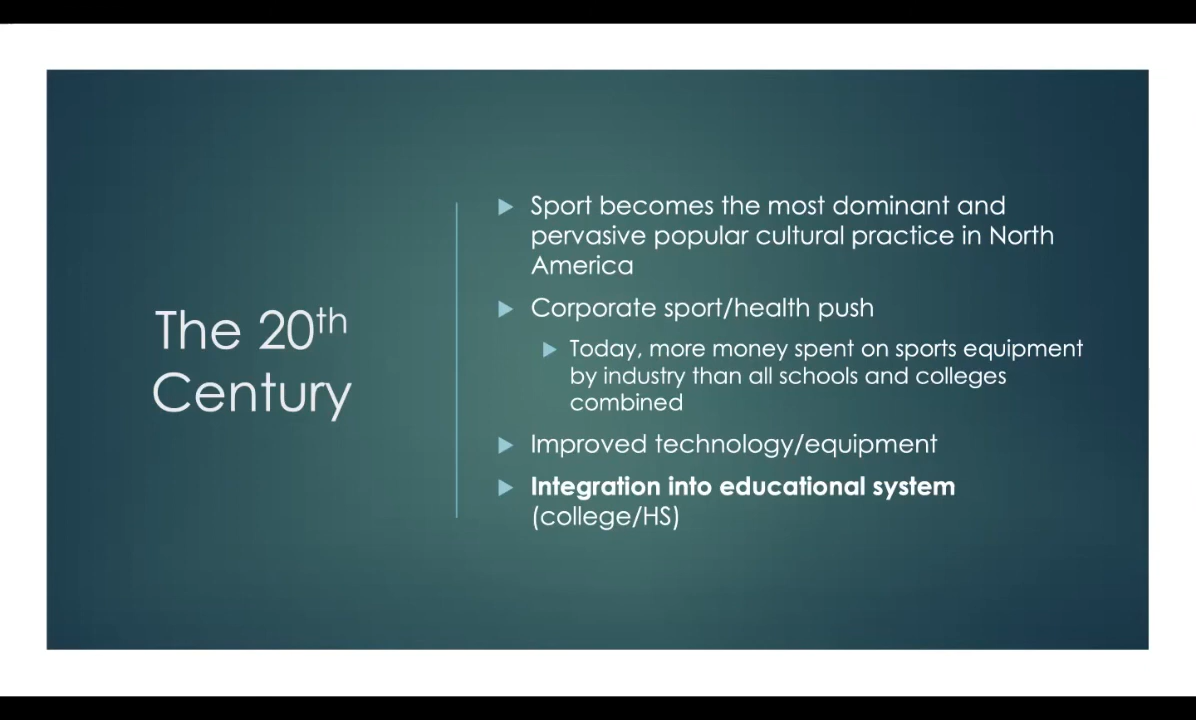 The 20th
Century
Sport becomes the most dominant and
pervasive popular cultural practice in North
America
Corporate sport/health push
Today, more money spent on sports equipment
by industry than all schools and colleges
combined
Improved technology/equipment
Integration into educational system
(college/HS)